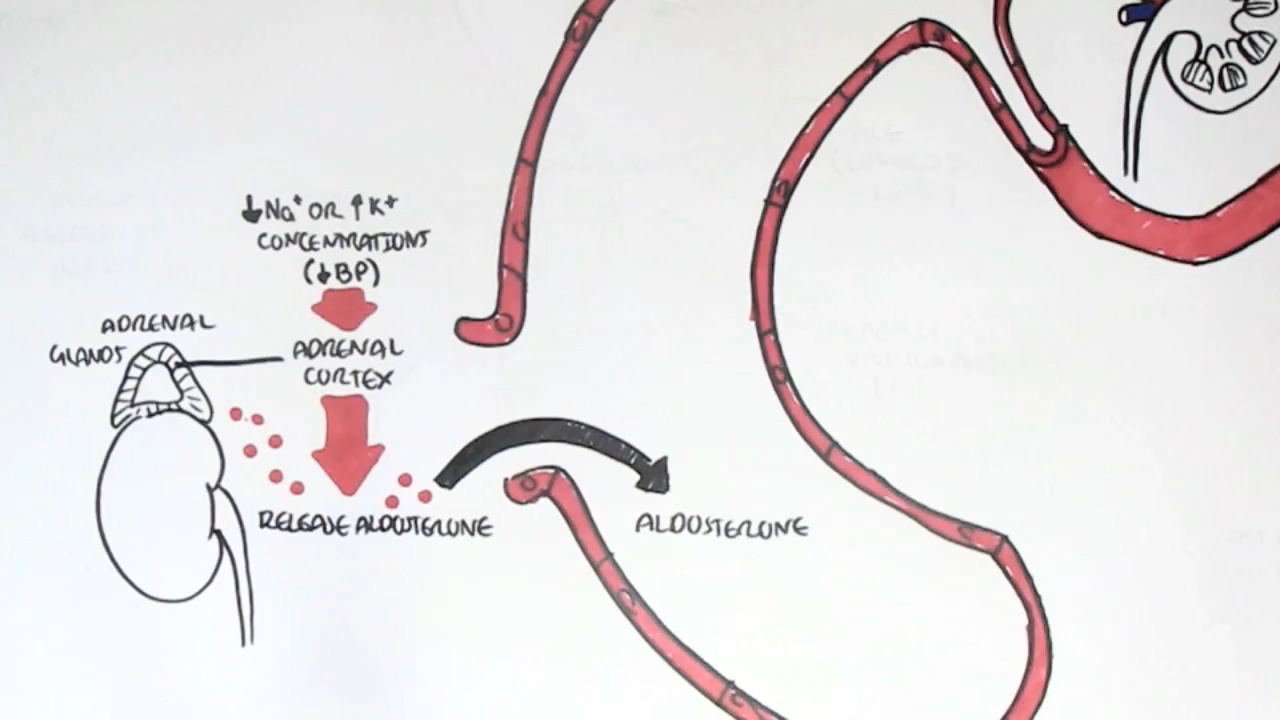 ↓Na⁺ OR ↑K⁺
CONCENTRATIONS
(↓BP)
ADRENAL
GLANDS
ADRENAL
CORTEX
RELEASE ALDOSTERONE
ALDOSTERONE